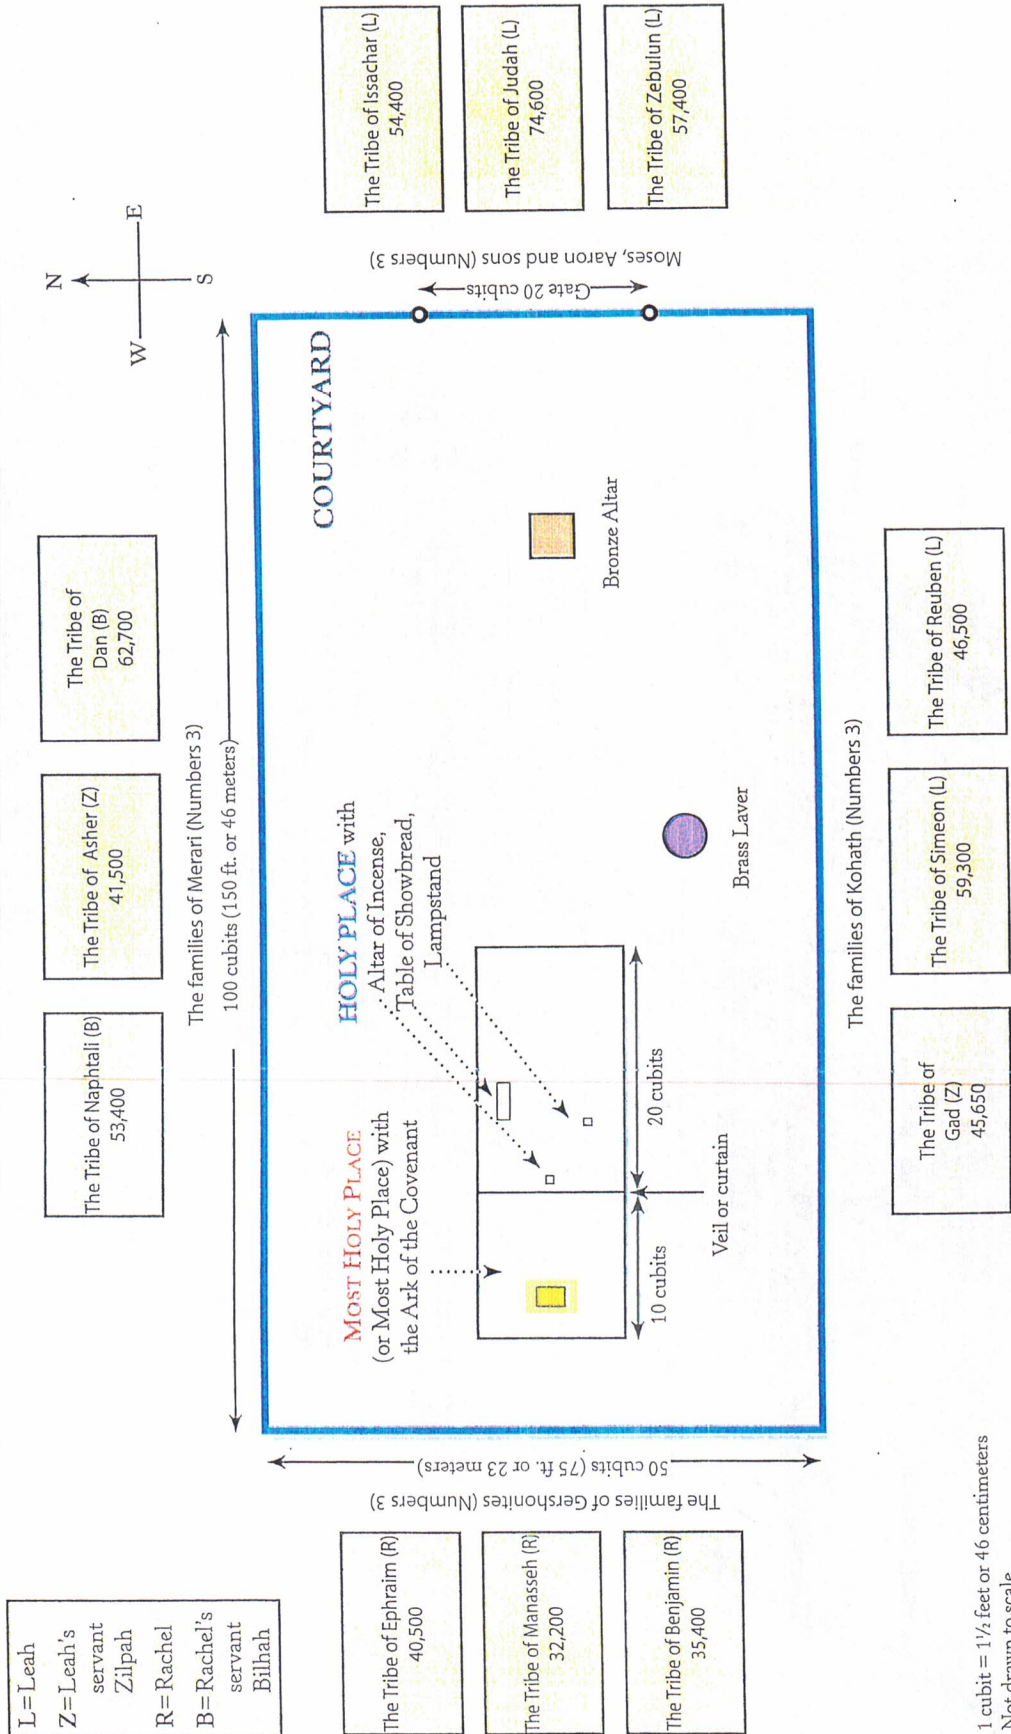 L=Leah
Z=Leah's
servant
Zilpah
R=Rachel
B=Rachel's
servant
Bilhah
The Tribe of Naphtali (B)
53,400
The Tribe of Asher (Z)
41,500
The Tribe of
Dan (B)
62,700
N
W
E
S
The families of Merari (Numbers 3)
100 cubits (150 ft. or 46 meters)
The Tribe of Ephraim (R)
40,500
The Tribe of Manasseh (R)
32,200
The Tribe of Benjamin (R)
35,400
The families of Gershonites (Numbers 3)
50 cubits (75 ft. or 23 meters)
MOST HOLY PLACE
(or Most Holy Place) with
the Ark of the Covenant
HOLY PLACE with
Altar of Incense,
Table of Showbread,
Lampstand
COURTYARD
10 cubits
20 cubits
Veil or curtain
Brass Laver
Bronze Altar
Gate 20 cubits
Moses, Aaron and sons (Numbers 3)
The Tribe of Issachar (L)
54,400
The Tribe of Judah (L)
74,600
The Tribe of Zebulun (L)
57,400
The families of Kohath (Numbers 3)
The Tribe of
Gad (Z)
45,650
The Tribe of Simeon (L)
59,300
The Tribe of Reuben (L)
46,500
1 cubit = 1½ feet or 46 centimeters
Not drawn to scale